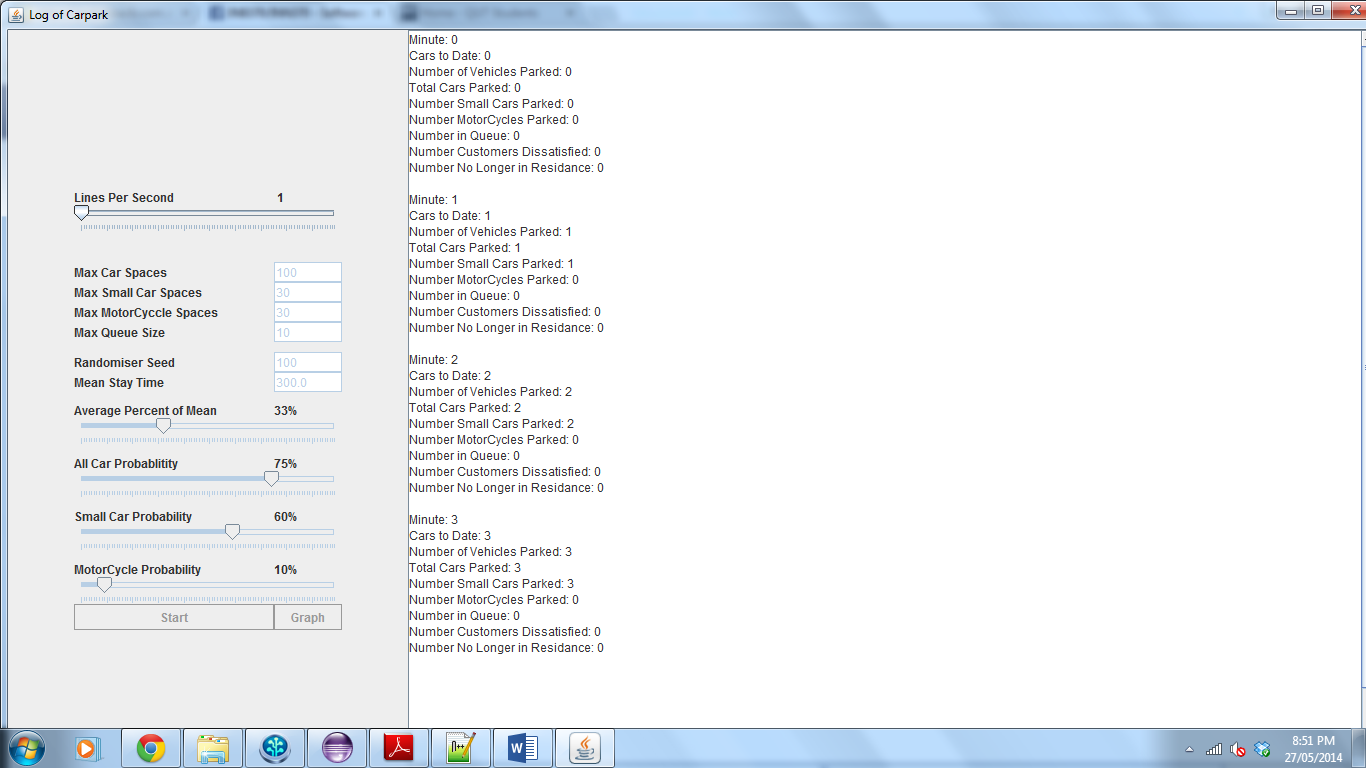 Log of Carpark
Lines Per Second 1
Max Car Spaces 100
Max Small Car Spaces 30
Max MotorCyccle Spaces 30
Max Queue Size 10
Randomiser Seed 100
Mean Stay Time 300.0
Average Percent of Mean 33%
All Car Probablitity 75%
Small Car Probability 60%
MotorCycle Probability 10%
Start Graph
Minute: 0
Cars to Date: 0
Number of Vehicles Parked: 0
Total Cars Parked: 0
Number Small Cars Parked: 0
Number MotorCycles Parked: 0
Number in Queue: 0
Number Customers Dissatisfied: 0
Number No Longer in Residance: 0
Minute: 1
Cars to Date: 1
Number of Vehicles Parked: 1
Total Cars Parked: 1
Number Small Cars Parked: 1
Number MotorCycles Parked: 0
Number in Queue: 0
Number Customers Dissatisfied: 0
Number No Longer in Residance: 0
Minute: 2
Cars to Date: 2
Number of Vehicles Parked: 2
Total Cars Parked: 2
Number Small Cars Parked: 2
Number MotorCycles Parked: 0
Number in Queue: 0
Number Customers Dissatisfied: 0
Number No Longer in Residance: 0
Minute: 3
Cars to Date: 3
Number of Vehicles Parked: 3
Total Cars Parked: 3
Number Small Cars Parked: 3
Number MotorCycles Parked: 0
Number in Queue: 0
Number Customers Dissatisfied: 0
Number No Longer in Residance: 0
8:51 PM
27/05/2014